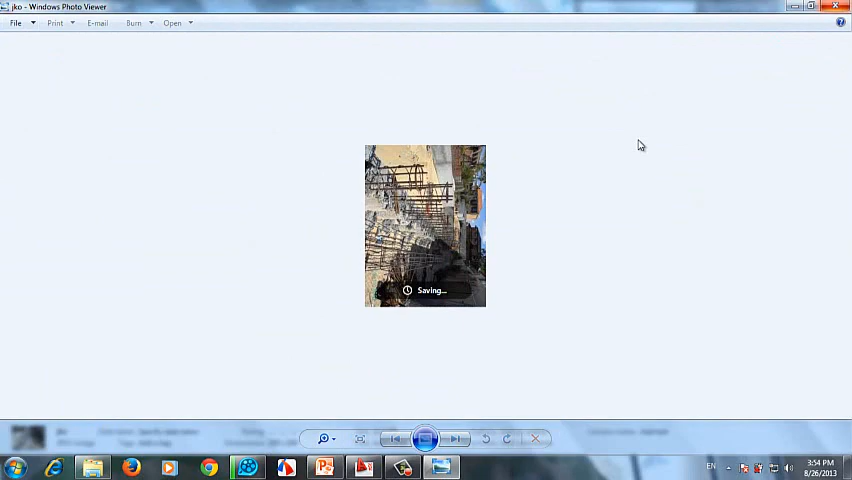 jko - Windows Photo Viewer
File Print E-mail Burn Open
Saving...
EN 3:54 PM
8/26/2013